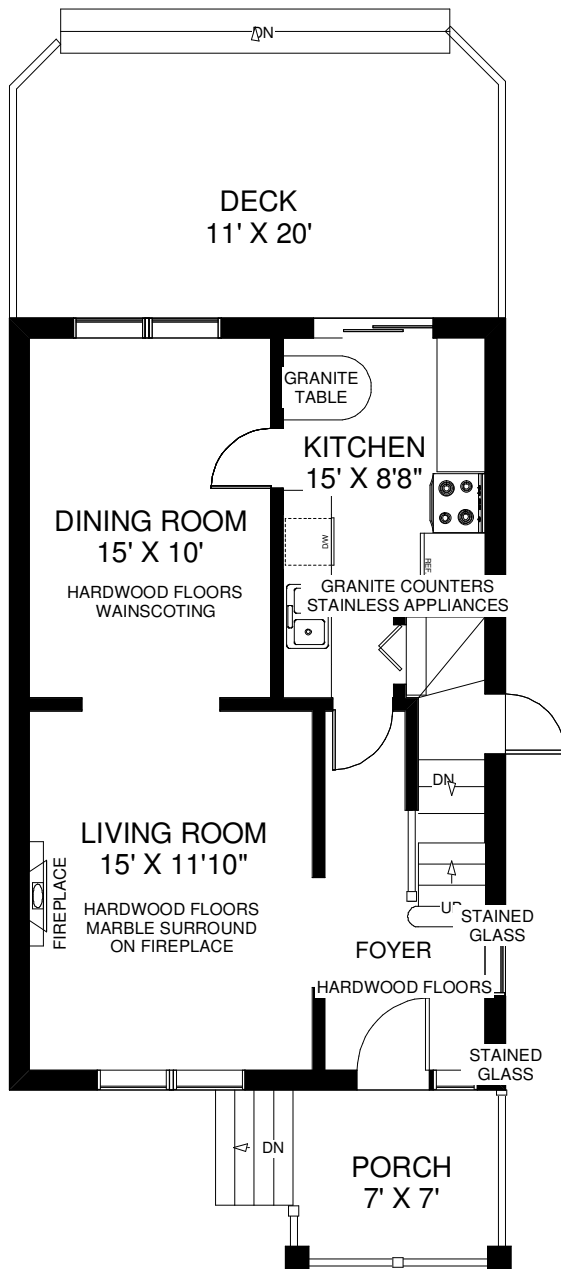 DN
DECK
11' X 20'
GRANITE
TABLE
KITCHEN
15' X 8'8"
DINING ROOM
15' X 10'
HARDWOOD FLOORS
WAINSCOTING
D/W
REF.
GRANITE COUNTERS
STAINLESS APPLIANCES
DN
LIVING ROOM
15' X 11'10"
FIREPLACE
HARDWOOD FLOORS
MARBLE SURROUND
ON FIREPLACE
UP
STAINED
GLASS
FOYER
HARDWOOD FLOORS
STAINED
GLASS
DN
PORCH
7' X 7'